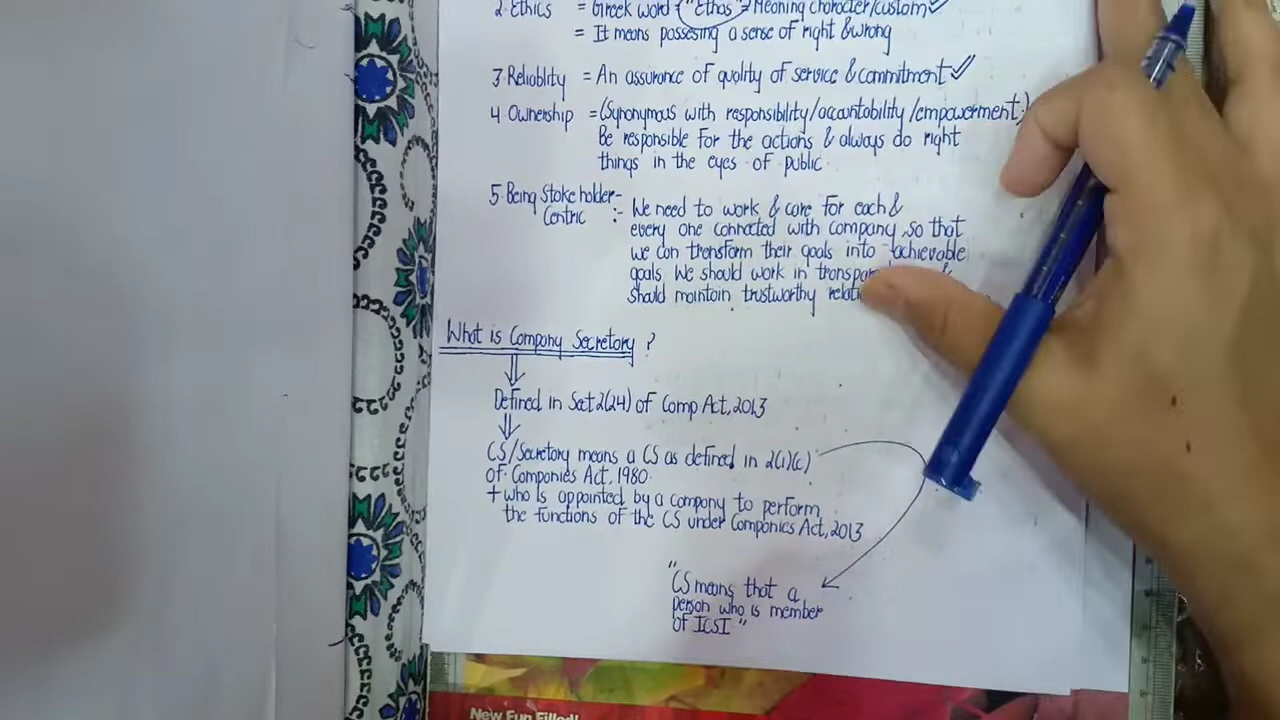 2. Ethics = Greek word - "Ethos" = Meaning character/custom
= It means possesing a sense of right & wrong
3 Relioblity = An assurance of quality of service & commitment
4 Ownership = (Synonymous with responsibility/accountability/empowerment)
Be responsible for the actions & always do right
things in the eyes of public.
5. Being Stakeholder-
Centric :- We need to work & care for each &
every one connected with company, so that
we can transform their goals into achievable
goals. We should work in &
should maintain trustworthy
What is Company Secretory ?
Defined in Sect 2(24) of Comp Act, 2013
CS/Secretory means a CS as defined in 2(1)(c)
of Companies Act, 1980.
+ who is appointed by a company to perform
the functions of the CS under Companies Act, 2013
"CS means that a
person who is member
of ICSI"
New Fun Filled!